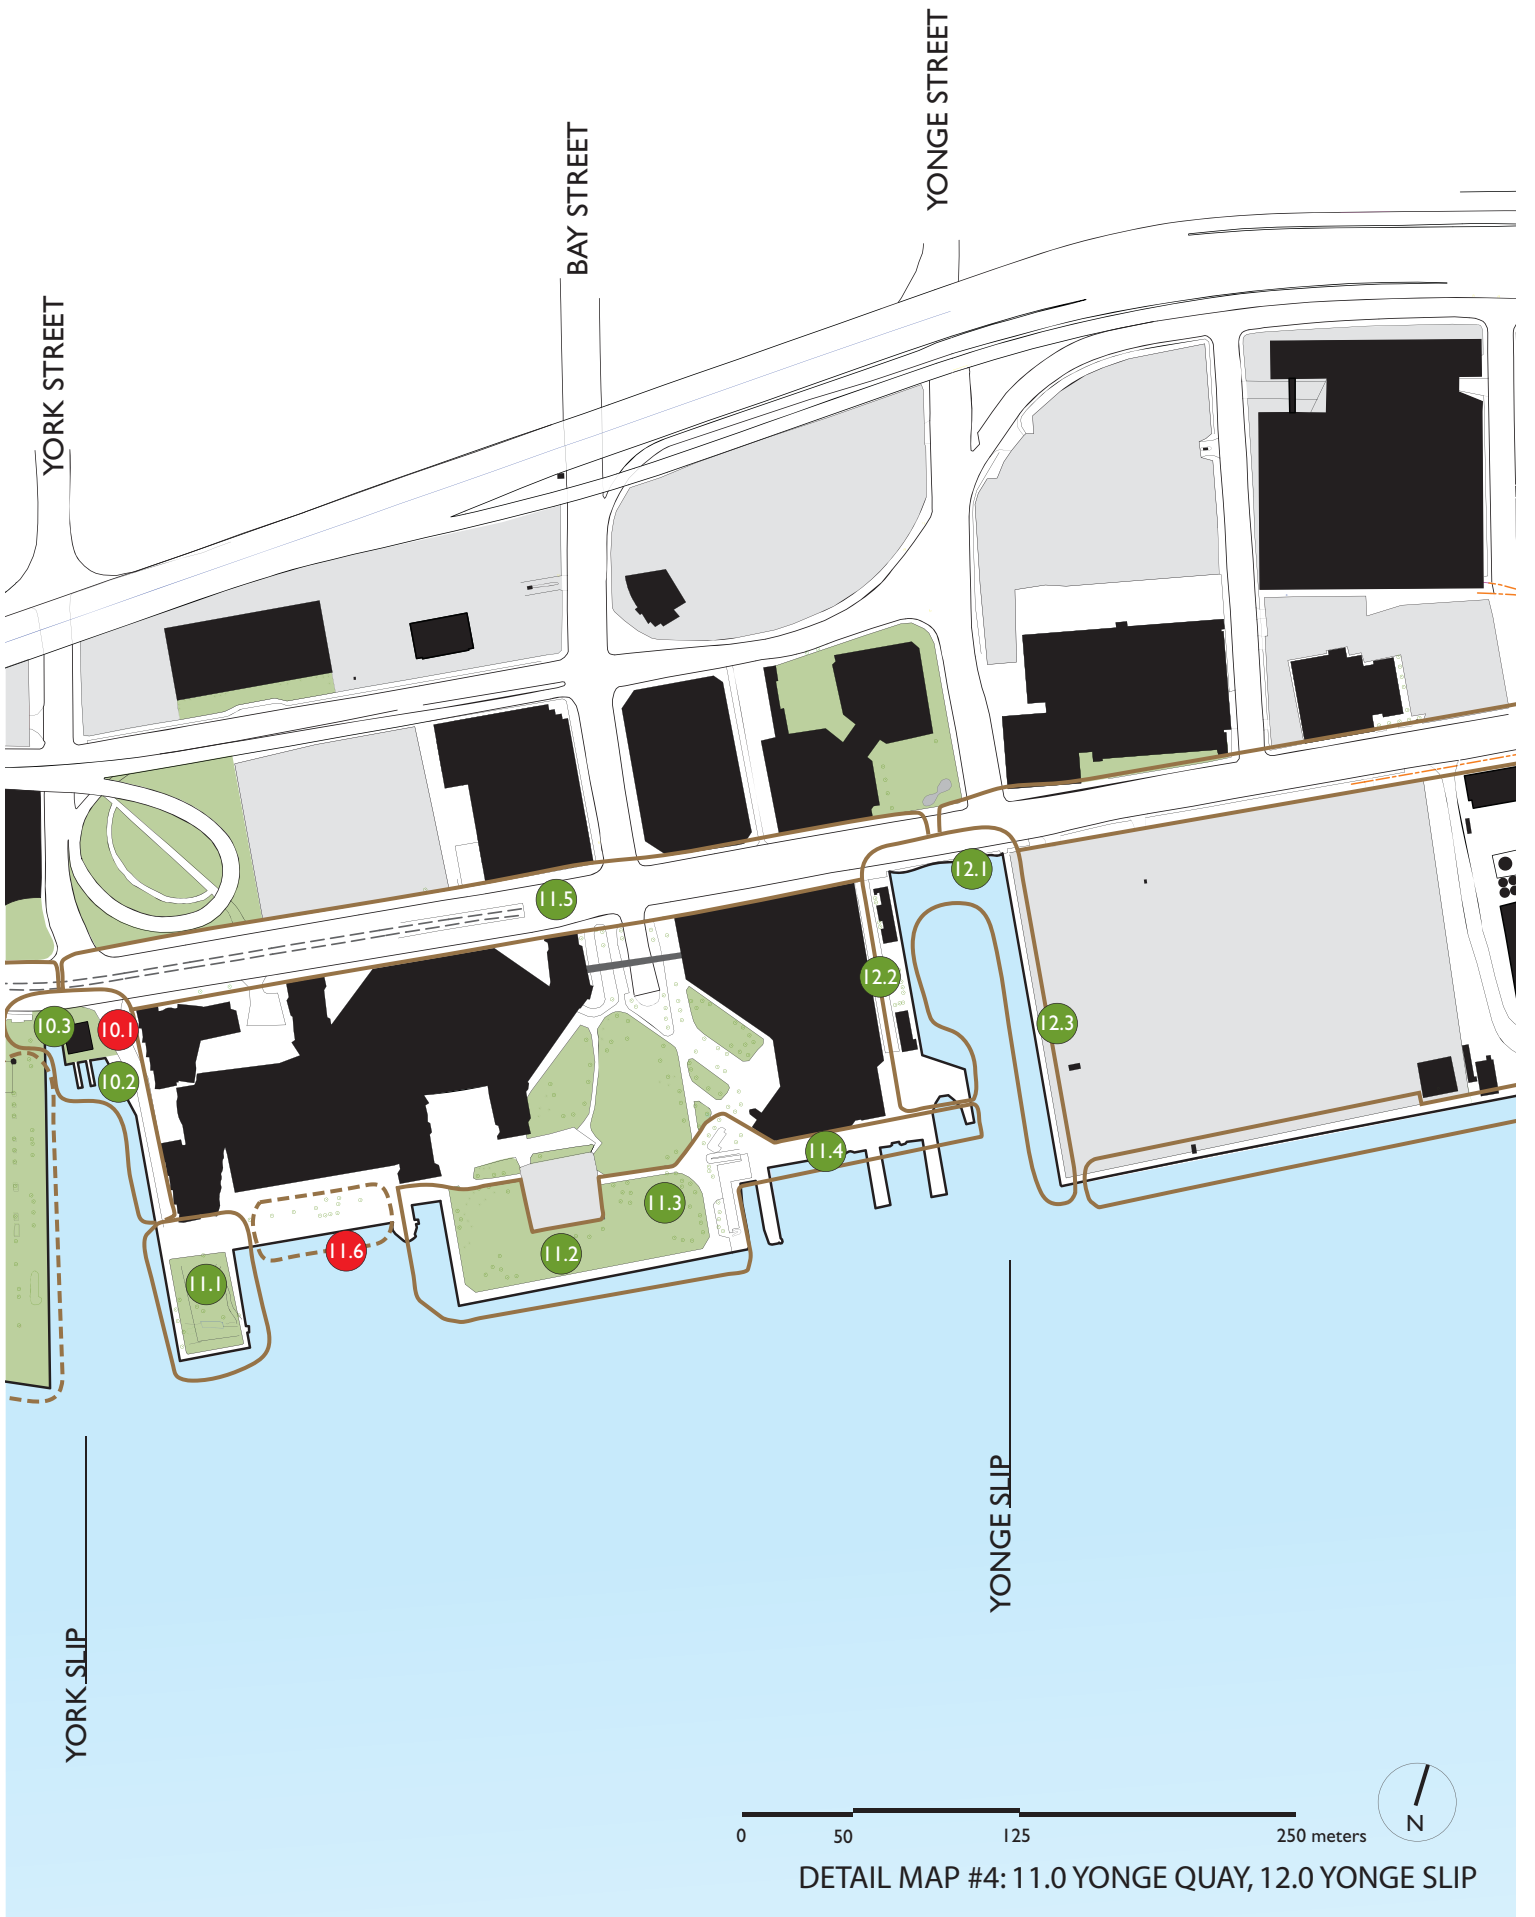 YONGE STREET
BAY STREET
YORK STREET
12.1
11.5
12.2
10.3
10.1
12.3
10.2
11.4
11.3
11.6
11.2
11.1
YONGE SLIP
YORK SLIP
N
0 50 125 250 meters
DETAIL MAP #4: 11.0 YONGE QUAY, 12.0 YONGE SLIP